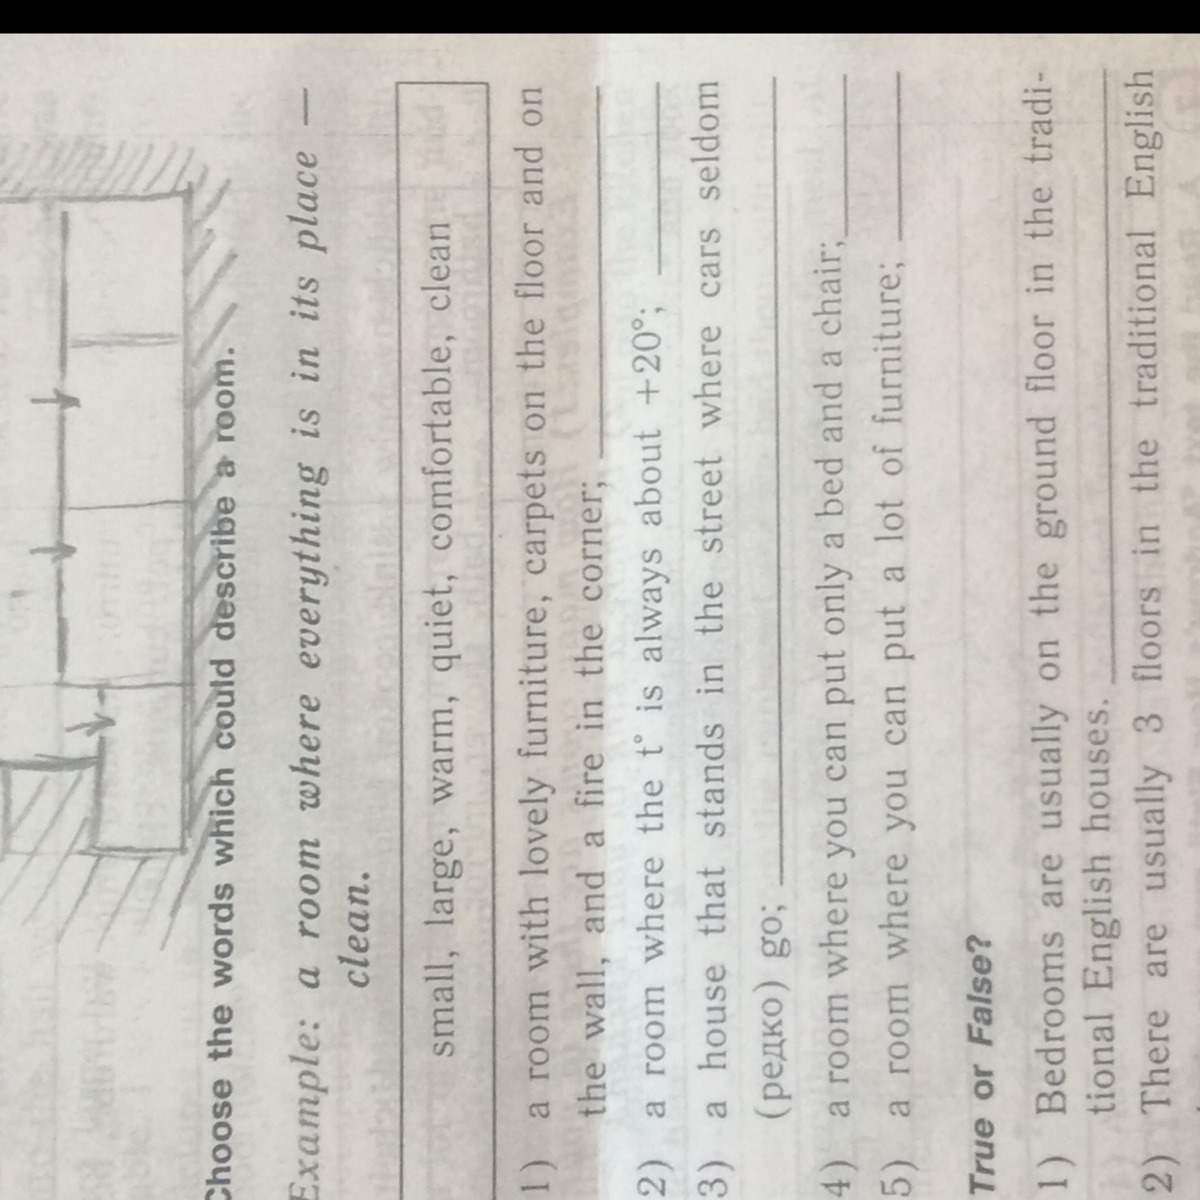 Choose the words which could describe a room.
Example: a room where everything is in its place —
clean.
small, large, warm, quiet, comfortable, clean
1) a room with lovely furniture, carpets on the floor and on
the wall, and a fire in the corner;
2) a room where the t° is always about +20°;
3) a house that stands in the street where cars seldom
(редко) go;
4) a room where you can put only a bed and a chair;
5) a room where you can put a lot of furniture;
True or False?
1) Bedrooms are usually on the ground floor in the tradi-
tional English houses.
2) There are usually 3 floors in the traditional English